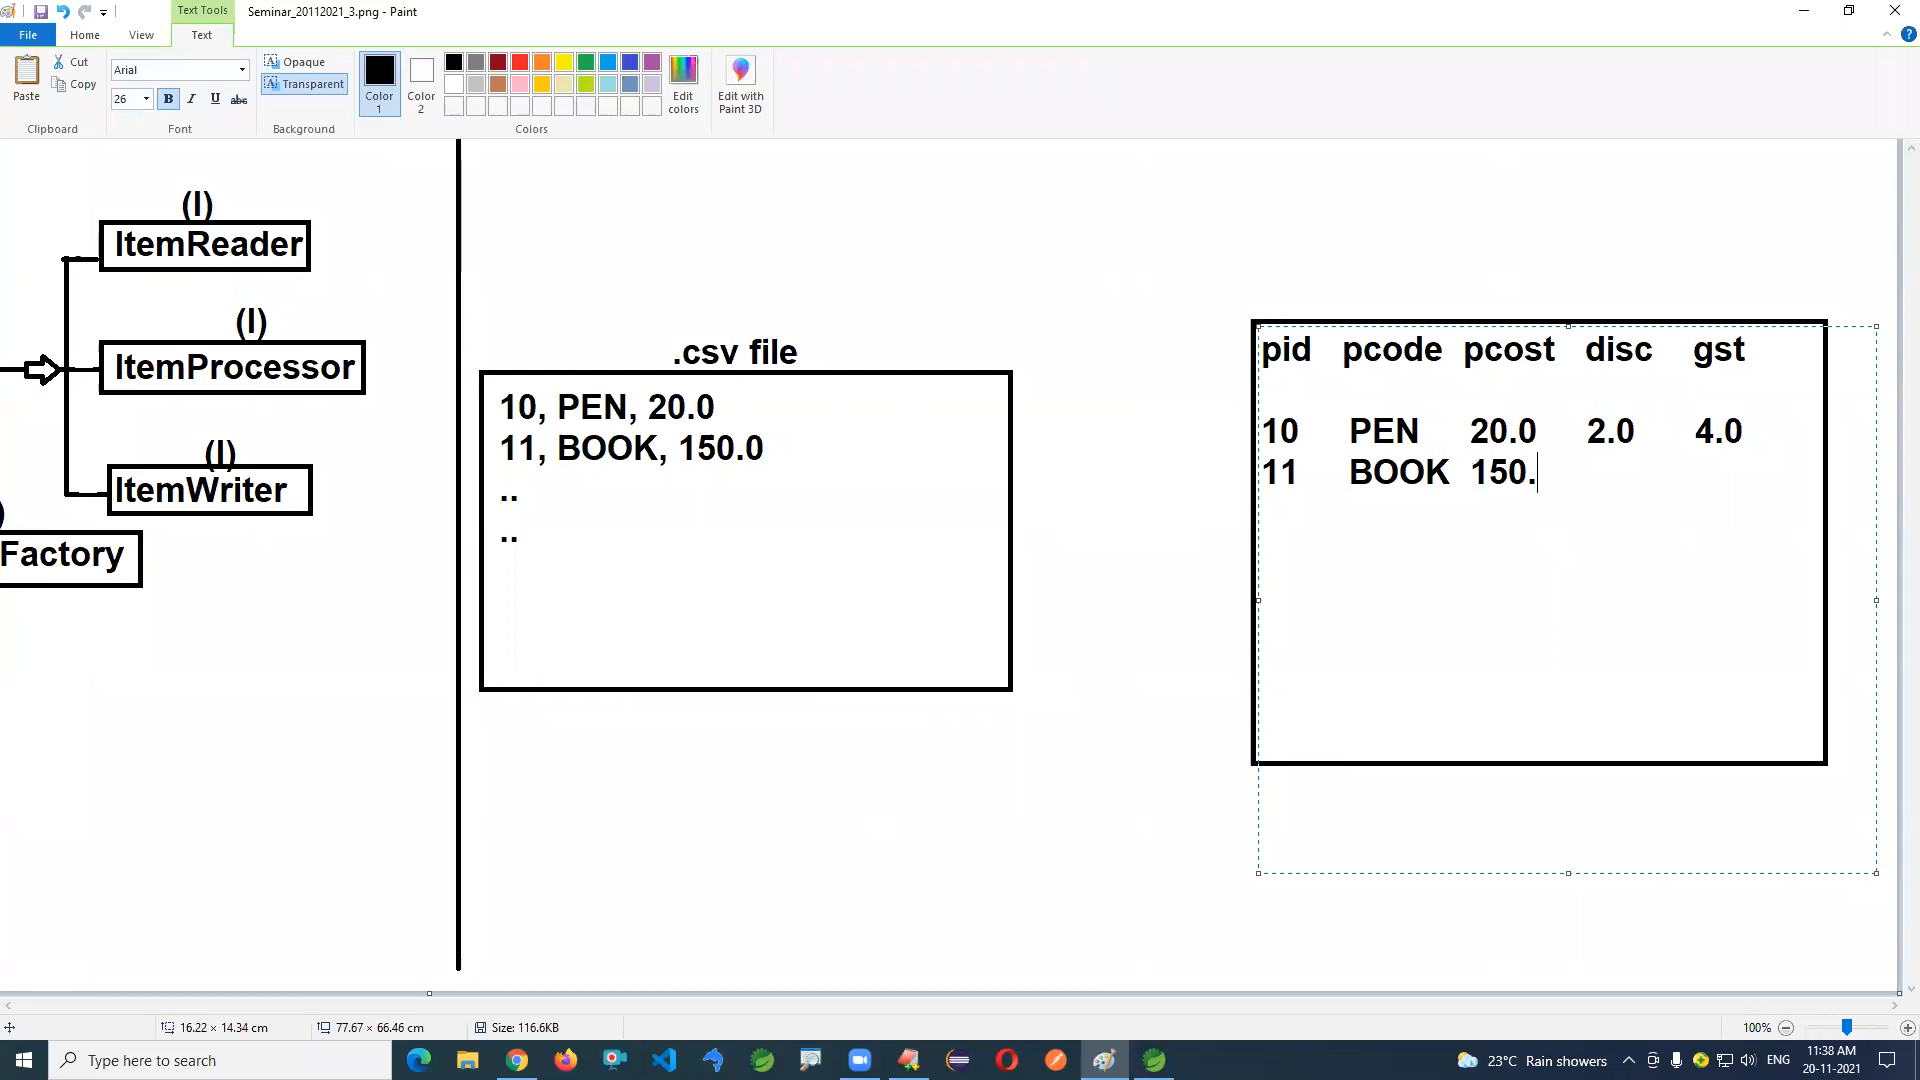 Text Tools
Seminar_20112021_3.png - Paint
File
Home
View
Text
Paste
Cut
Copy
Clipboard
Arial
26
B
I
U
abc
Font
Opaque
Transparent
Background
Color
1
Color
2
Edit
colors
Colors
Edit with
Paint 3D
(I)
ItemReader
(I)
ItemProcessor
(I)
ItemWriter
)
Factory
.csv file
10, PEN, 20.0
11, BOOK, 150.0
..
..
pid pcode pcost disc gst
10 PEN 20.0 2.0 4.0
11 BOOK 150.
16.22 × 14.34 cm
77.67 × 66.46 cm
Size: 116.6KB
100%
Type here to search
23°C Rain showers
ENG
11:38 AM
20-11-2021